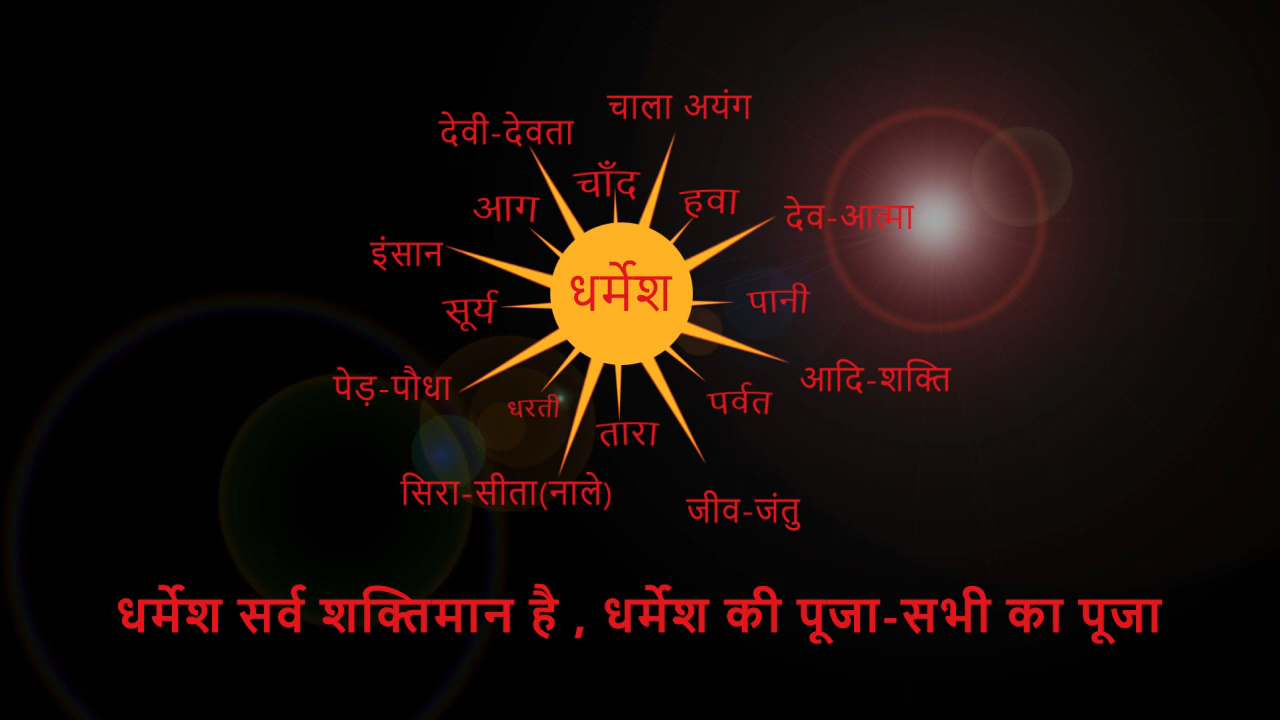 चाला अयंग
देवी-देवता
चाँद
हवा
आग
देव-आत्मा
इंसान
धर्मेश
सूर्य
पानी
पेड़-पौधा
आदि-शक्ति
धरती
पर्वत
तारा
सिरा-सीता(नाले)
जीव-जंतु
धर्मेश सर्व शक्तिमान है , धर्मेश की पूजा-सभी का पूजा